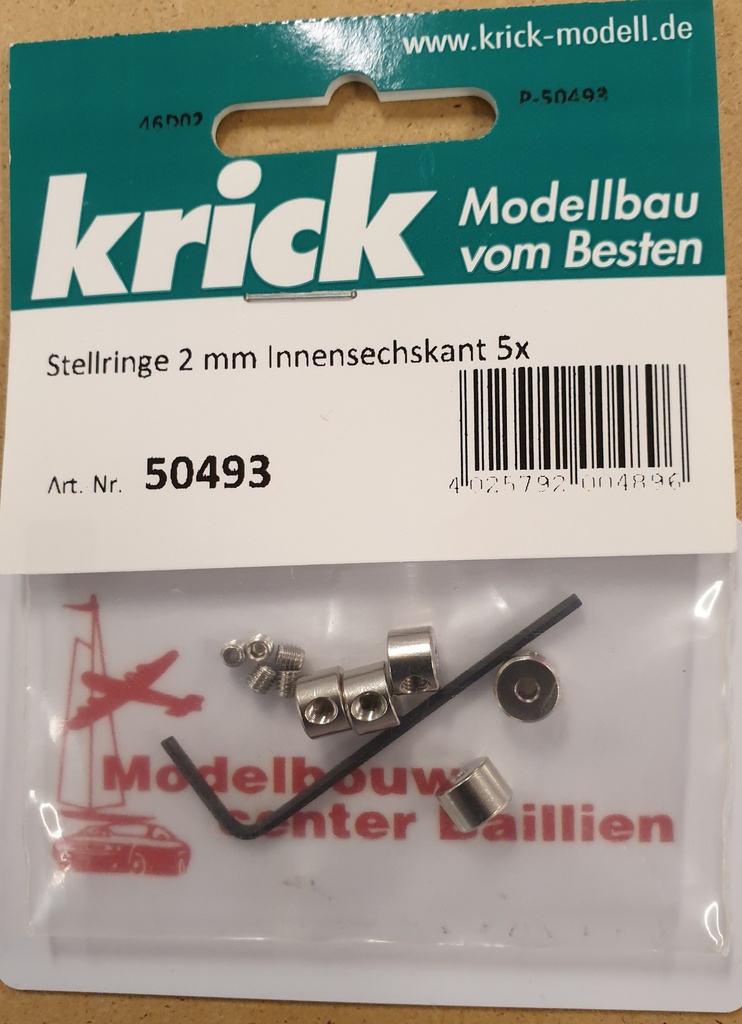 www.krick-modell.de
46D02
P-50493
krick
Modellbau
vom Besten
Stellringe 2 mm Innensechskant 5x
Art. Nr. 50493
4 025792 004896
Modelbouw
center Baillien